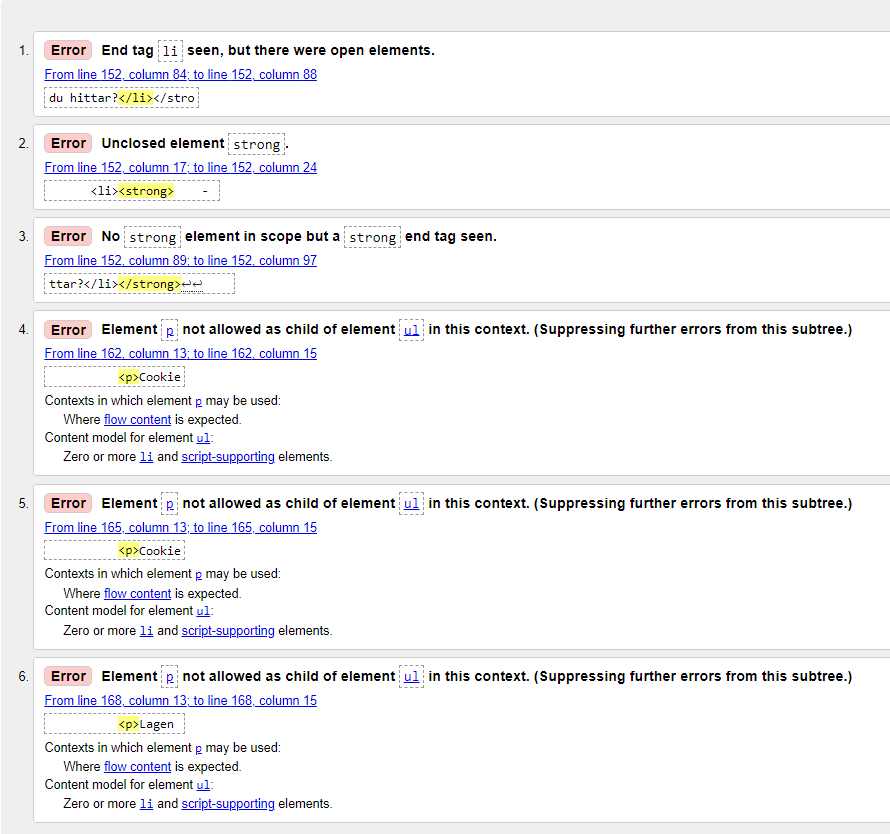 1. Error End tag li seen, but there were open elements.
From line 152, column 84; to line 152, column 88
du hittar?</li></stro
2. Error Unclosed element strong.
From line 152, column 17; to line 152, column 24
<li><strong> -
3. Error No strong element in scope but a strong end tag seen.
From line 152, column 89; to line 152, column 97
ttar?</li></strong>↩↩
4. Error Element p not allowed as child of element ul in this context. (Suppressing further errors from this subtree.)
From line 162, column 13; to line 162, column 15
<p>Cookie
Contexts in which element p may be used:
Where flow content is expected.
Content model for element ul:
Zero or more li and script-supporting elements.
5. Error Element p not allowed as child of element ul in this context. (Suppressing further errors from this subtree.)
From line 165, column 13; to line 165, column 15
<p>Cookie
Contexts in which element p may be used:
Where flow content is expected.
Content model for element ul:
Zero or more li and script-supporting elements.
6. Error Element p not allowed as child of element ul in this context. (Suppressing further errors from this subtree.)
From line 168, column 13; to line 168, column 15
<p>Lagen
Contexts in which element p may be used:
Where flow content is expected.
Content model for element ul:
Zero or more li and script-supporting elements.